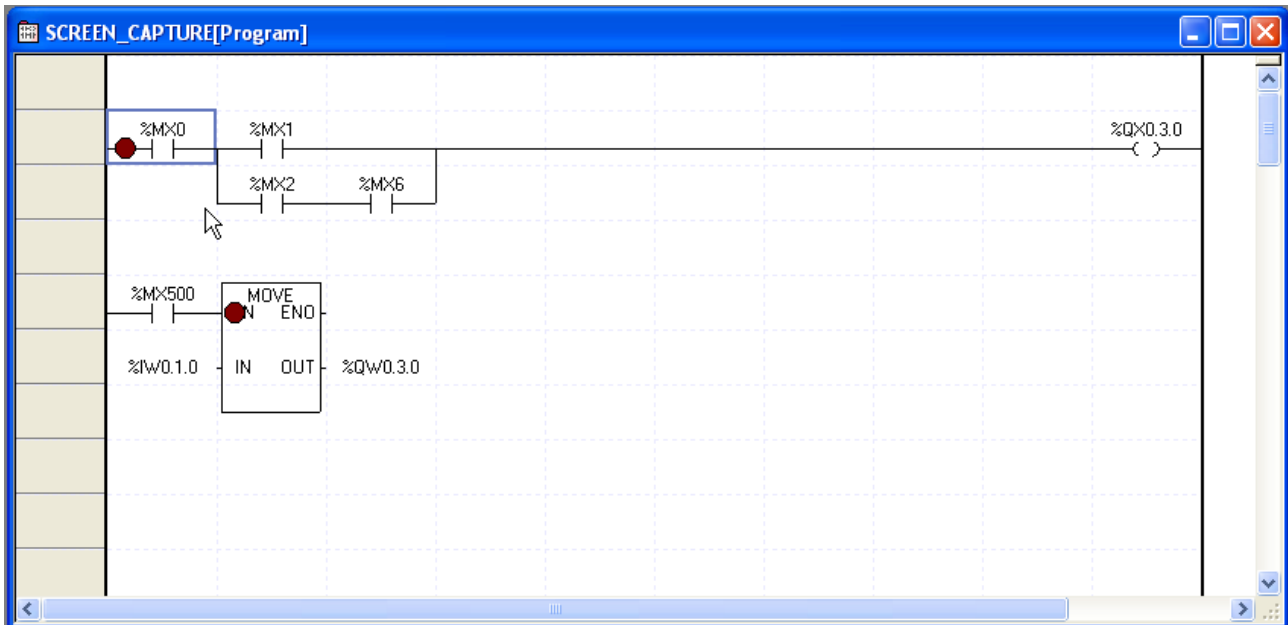 SCREEN_CAPTURE[Program]
%MX0 %MX1 %QX0.3.0
%MX2 %MX6
%MX500 MOVE
N ENO
%IW0.1.0 IN OUT %QW0.3.0